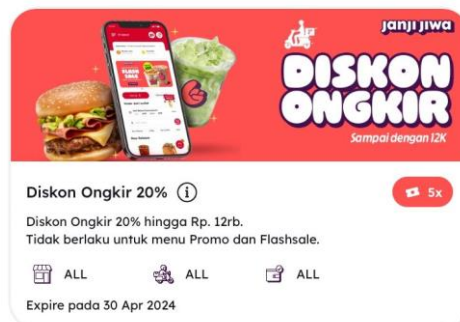 janji jiwa
DISKON
ONGKIR
Sampai dengan 12K
Diskon Ongkir 20%
5x
Diskon Ongkir 20% hingga Rp. 12rb.
Tidak berlaku untuk menu Promo dan Flashsale.
ALL ALL ALL
Expire pada 30 Apr 2024